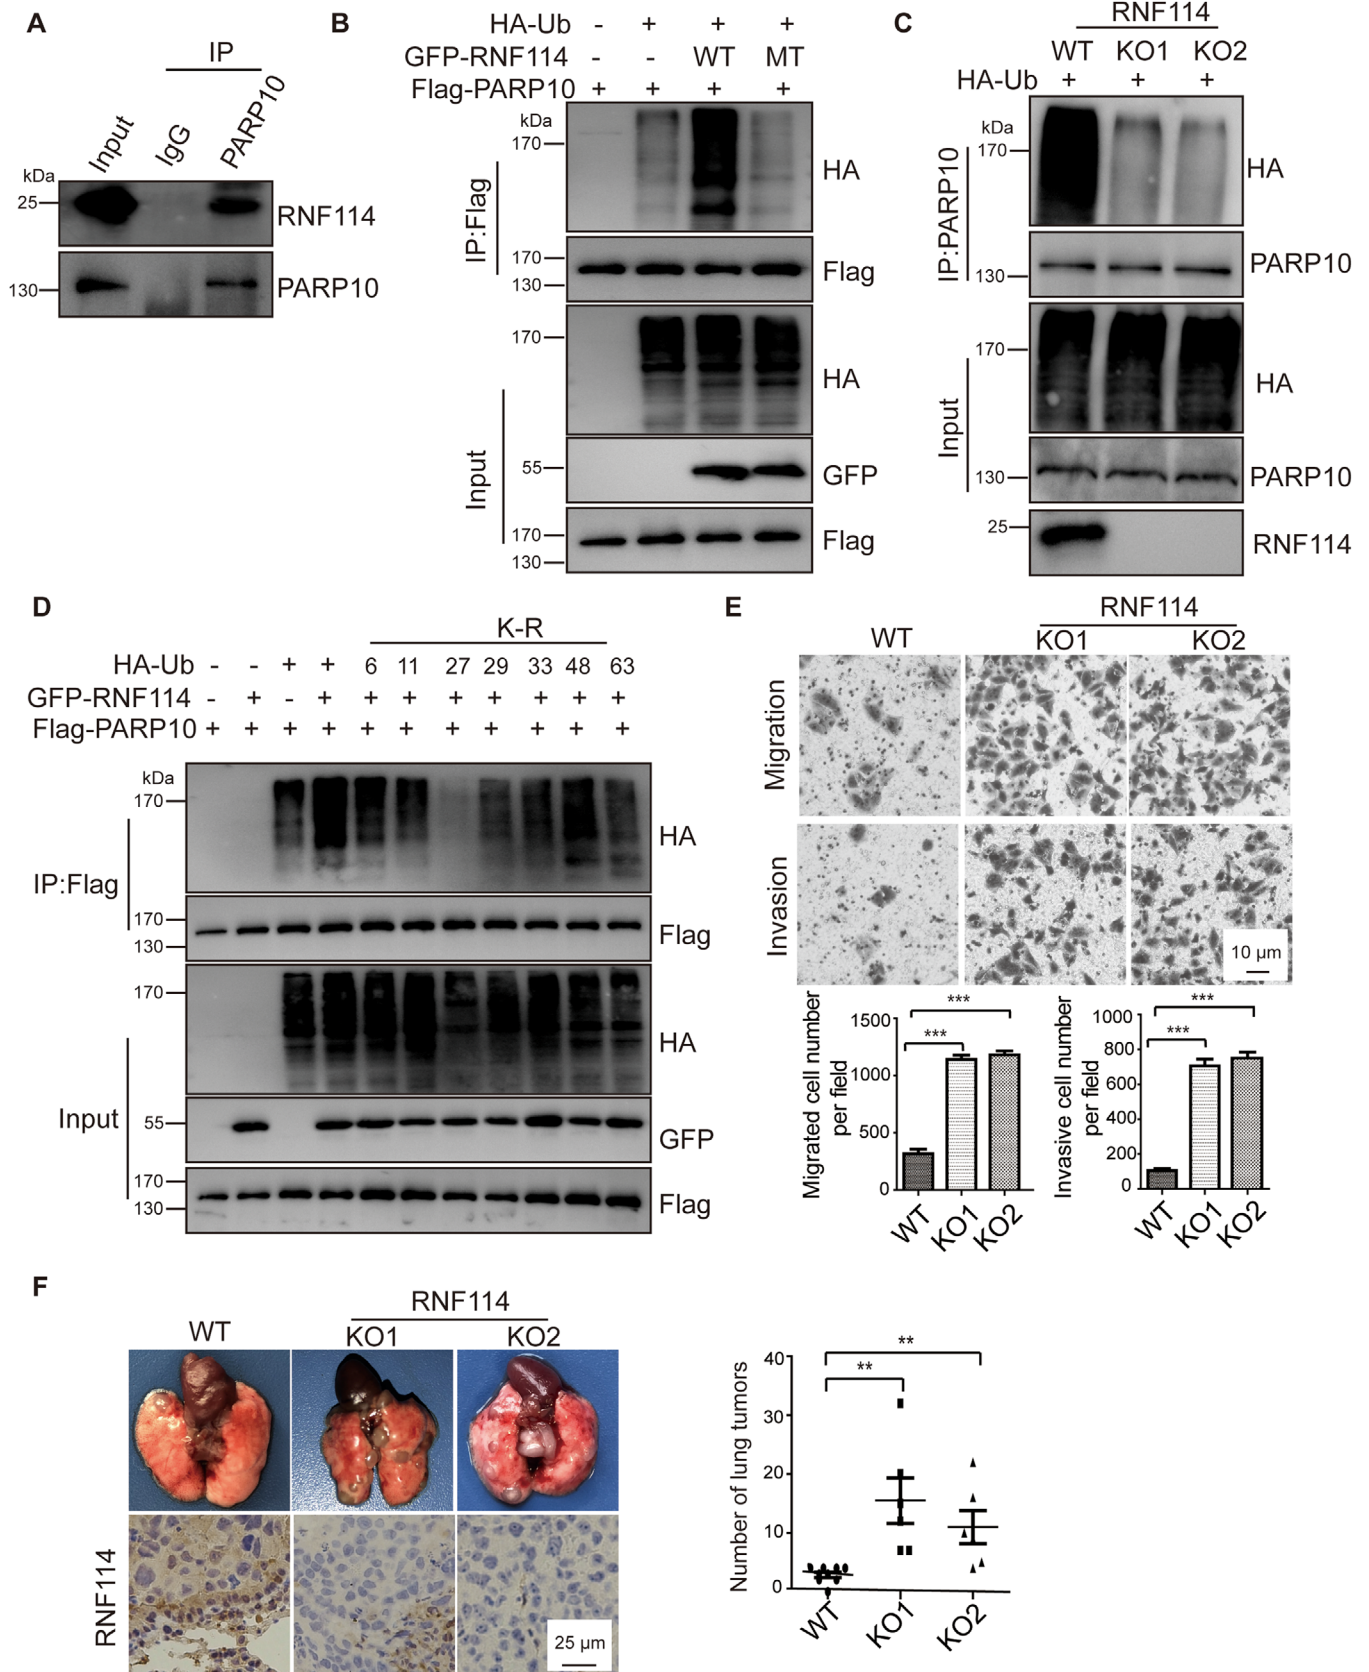 A
IP
Input
IgG
PARP10
kDa
25
RNF114
130
PARP10
B
HA-Ub - + + +
GFP-RNF114 - - WT MT
Flag-PARP10 + + + +
kDa
170
HA
IP:Flag
170
130
Flag
170
HA
Input
55
GFP
170
130
Flag
C
RNF114
WT KO1 KO2
HA-Ub + + +
kDa
170
HA
IP:PARP10
130
PARP10
170
HA
Input
130
PARP10
25
RNF114
D
K-R
HA-Ub - - + + 6 11 27 29 33 48 63
GFP-RNF114 - + - + + + + + + + +
Flag-PARP10 + + + + + + + + + + +
kDa
170
HA
IP:Flag
170
130
Flag
170
HA
Input
55
GFP
170
130
Flag
E
RNF114
WT KO1 KO2
Migration
Invasion
10 µm
Migrated cell number
per field
1500
1000
500
0
***
***
WT KO1 KO2
Invasive cell number
per field
1000
800
600
400
200
0
***
***
WT KO1 KO2
F
RNF114
WT KO1 KO2
RNF114
25 µm
Number of lung tumors
40
30
20
10
0
**
**
WT KO1 KO2